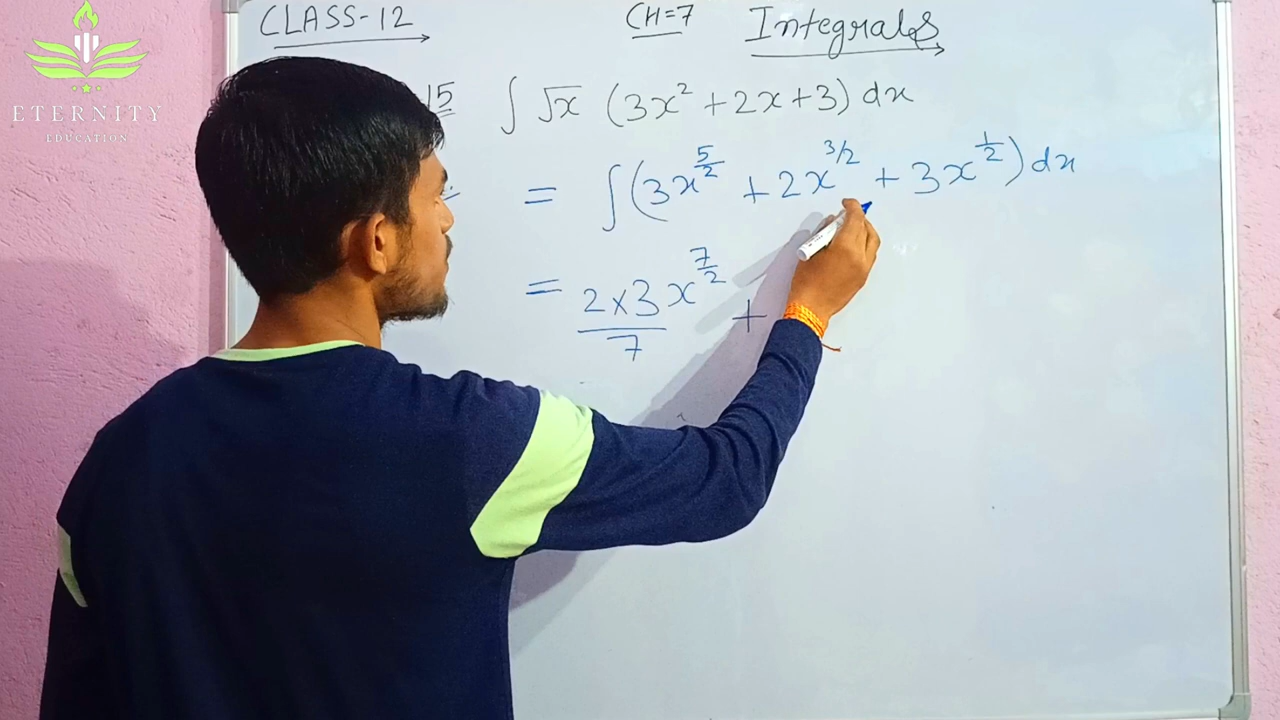 ETERNITY
EDUCATION
CLASS-12 CH=7 Integrals
15 ∫ √x (3x² + 2x + 3) dx
= ∫(3x^{5/2} + 2x^{3/2} + 3x^{1/2}) dx
= \frac{2×3}{7} x^{7/2} +